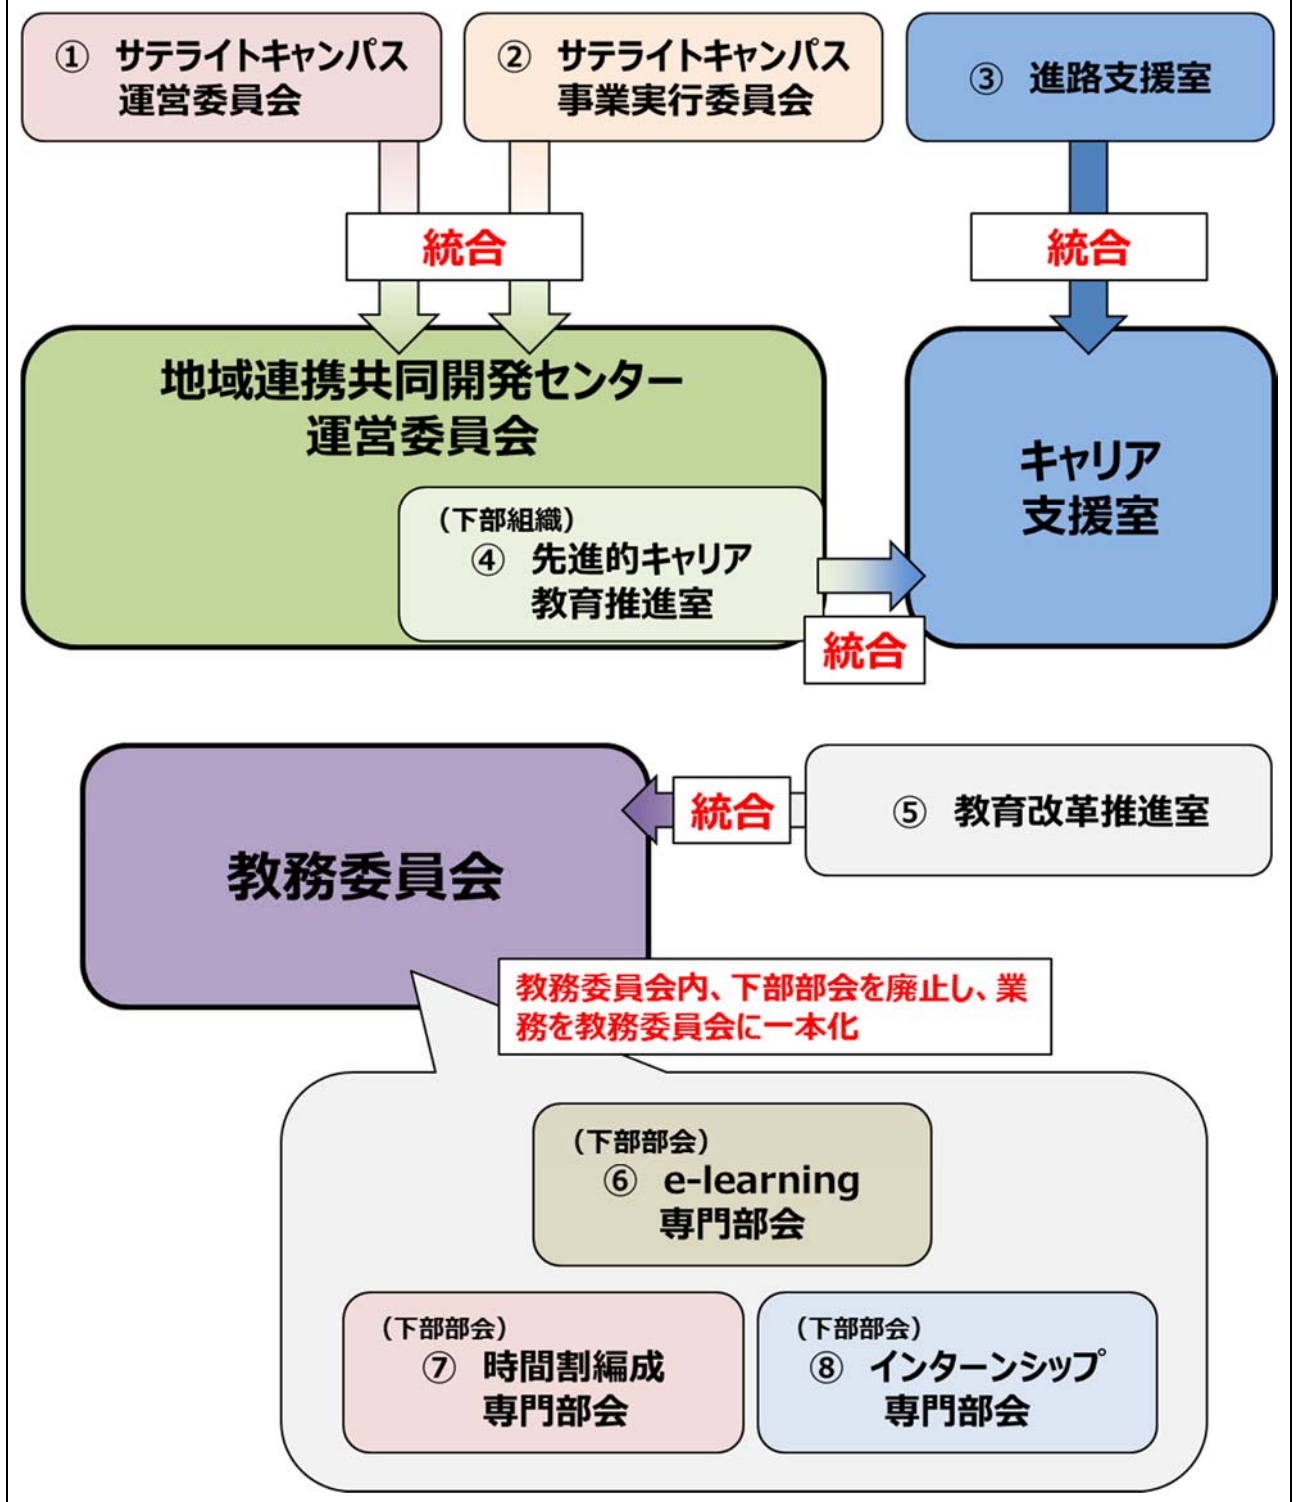 ① サテライトキャンパス
運営委員会
② サテライトキャンパス
事業実行委員会
③ 進路支援室
統合
統合
地域連携共同開発センター
運営委員会
(下部組織)
④ 先進的キャリア
教育推進室
キャリア
支援室
統合
教務委員会
統合
⑤ 教育改革推進室
教務委員会内、下部部会を廃止し、業
務を教務委員会に一本化
(下部部会)
⑥ e-learning
専門部会
(下部部会)
⑦ 時間割編成
専門部会
(下部部会)
⑧ インターンシップ
専門部会